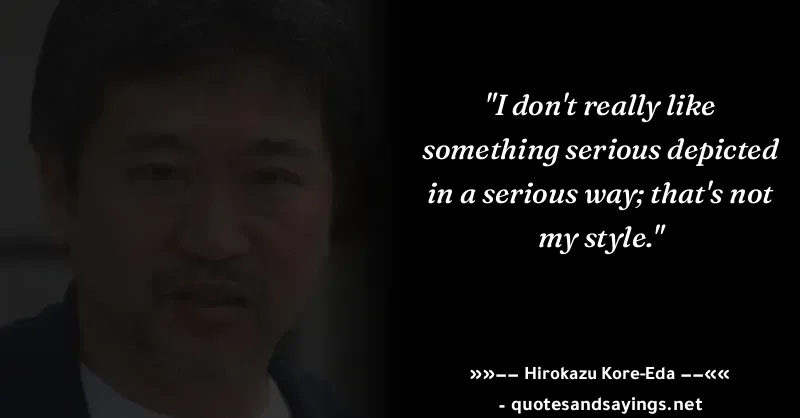 "I don't really like
something serious depicted
in a serious way; that's not
my style."
»»−− Hirokazu Kore-Eda −−««
- quotesandsayings.net